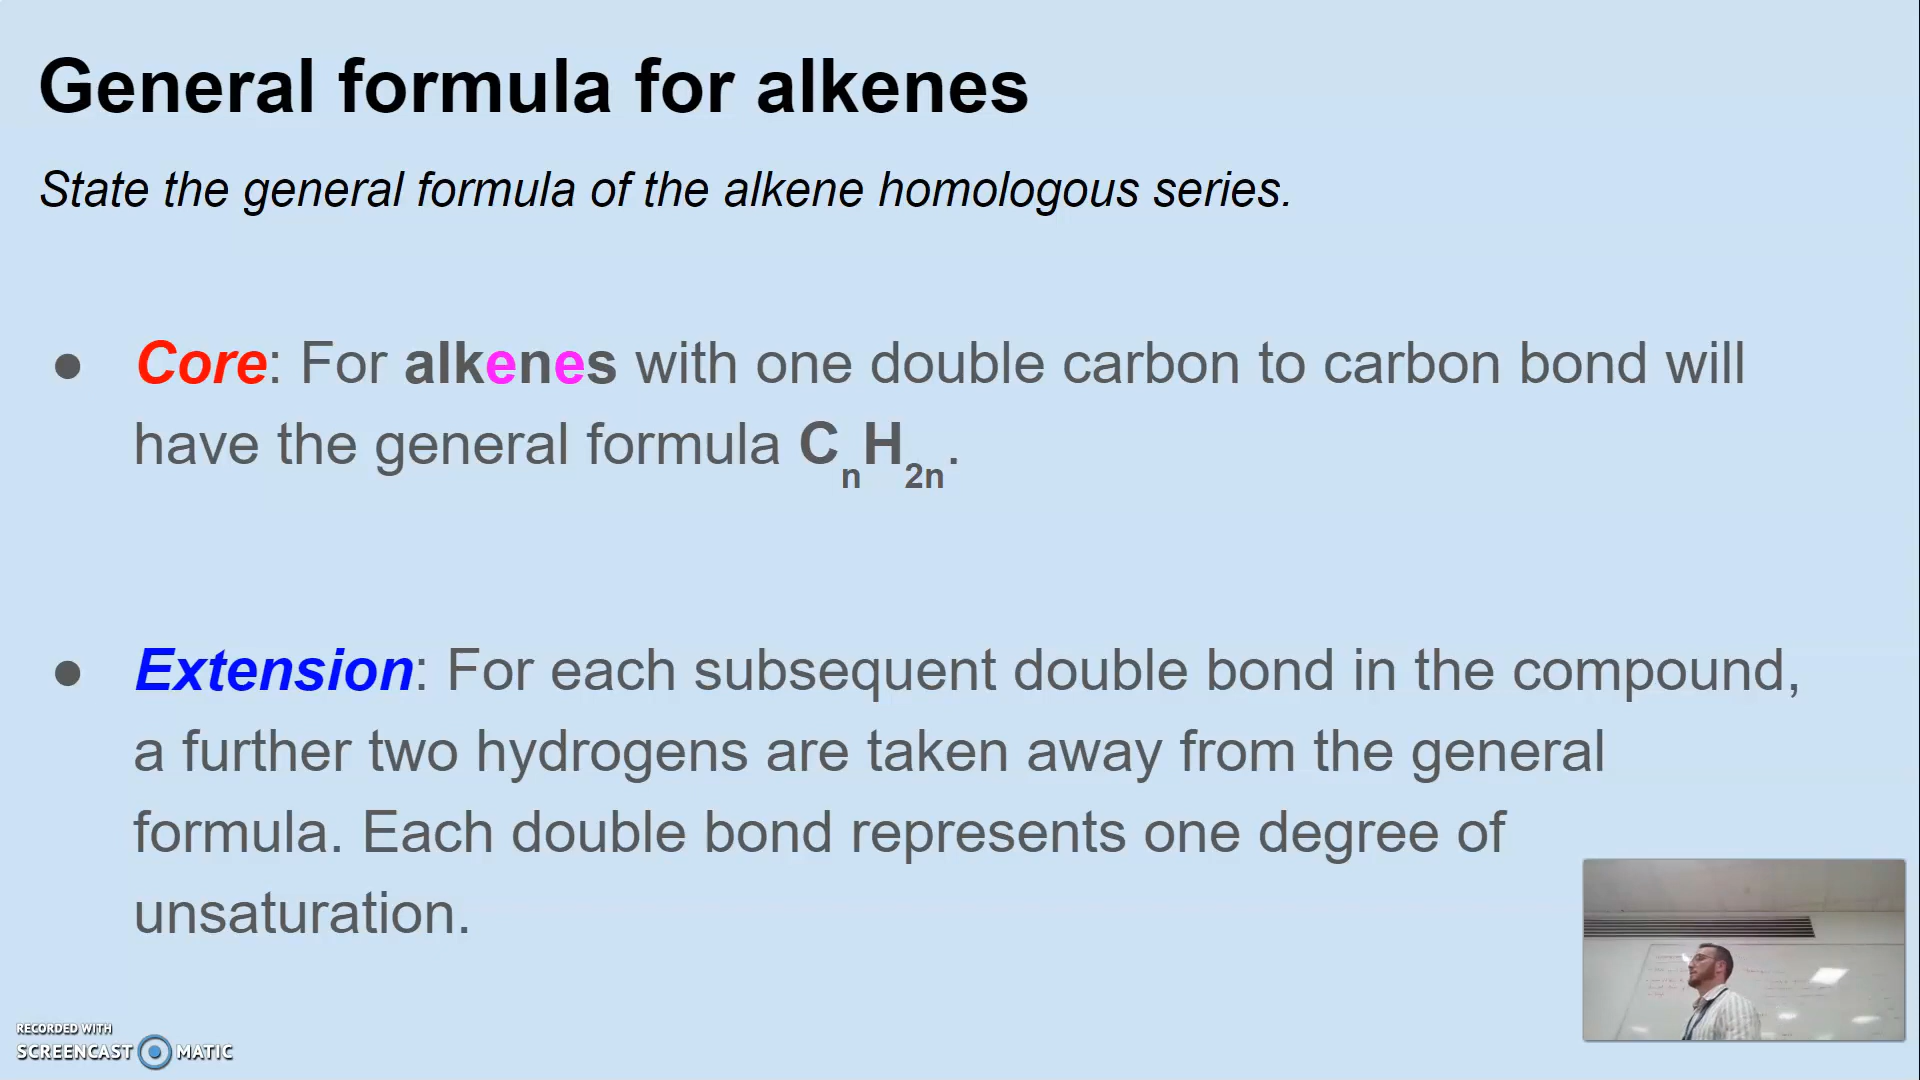 General formula for alkenes
State the general formula of the alkene homologous series.
● Core: For alkenes with one double carbon to carbon bond will
have the general formula CnH2n.
● Extension: For each subsequent double bond in the compound,
a further two hydrogens are taken away from the general
formula. Each double bond represents one degree of
unsaturation.
RECORDED WITH
SCREENCAST MATIC